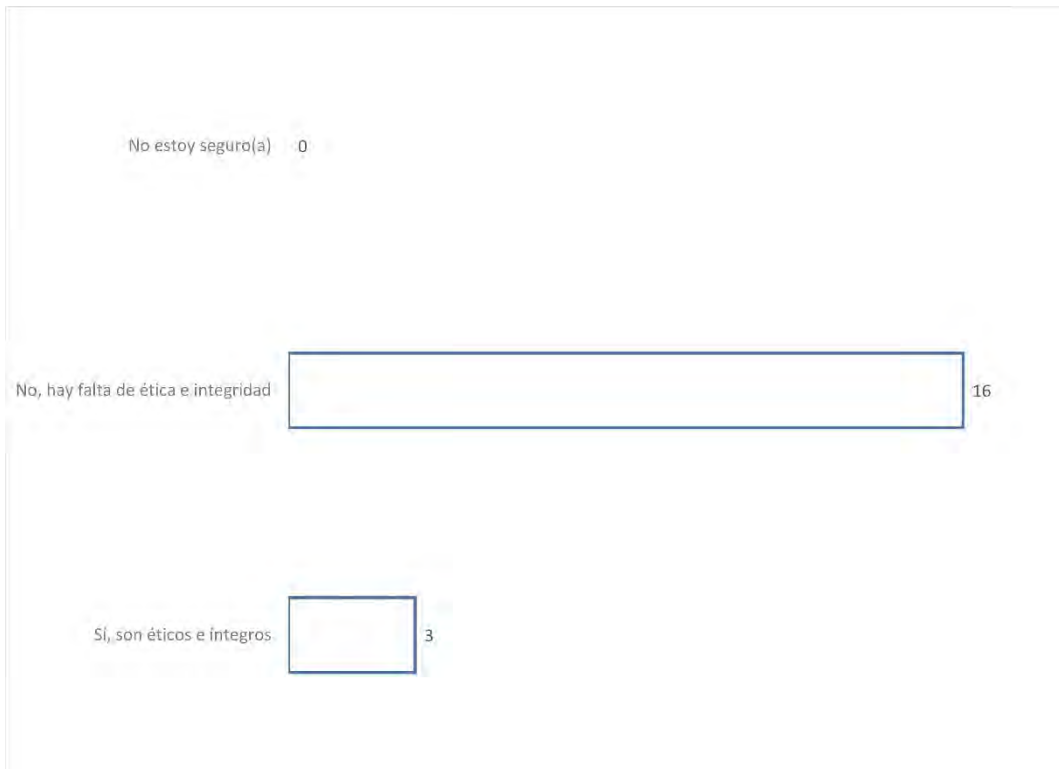 No estoy seguro(a) 0
No, hay falta de ética e integridad 16
Sí, son éticos e íntegros 3